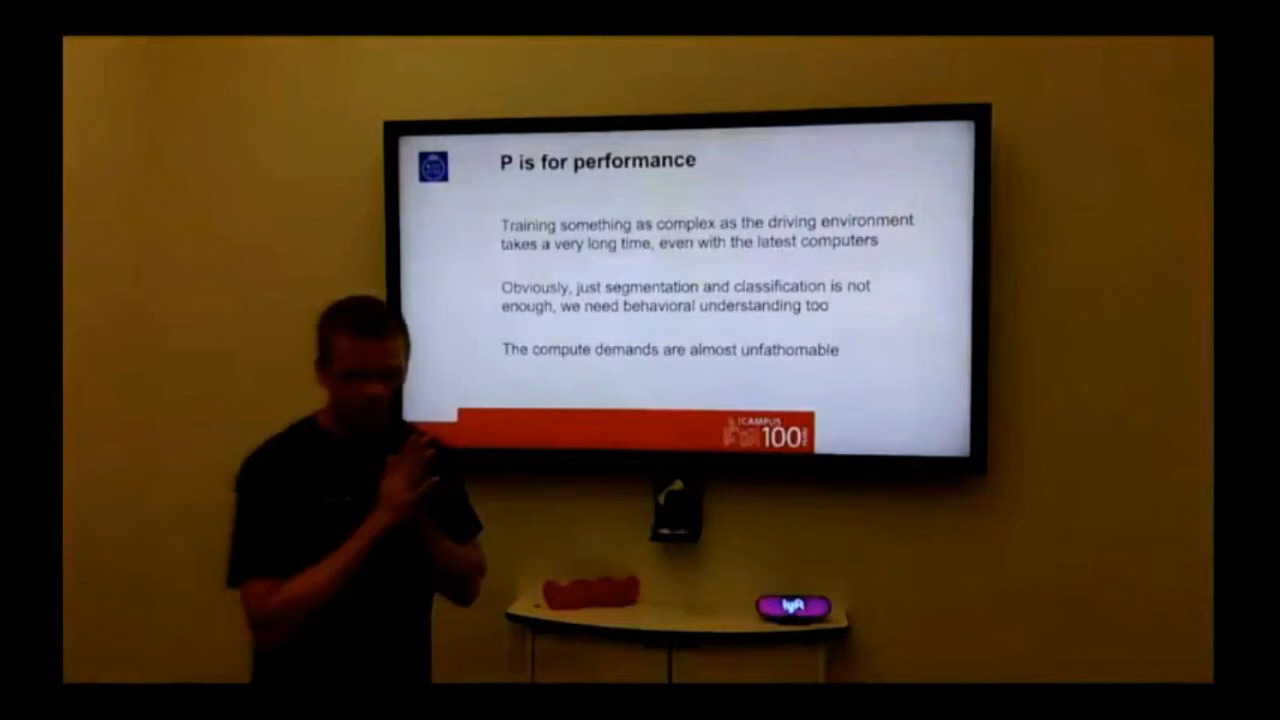 P is for performance
Training something as complex as the driving environment
takes a very long time, even with the latest computers
Obviously, just segmentation and classification is not
enough, we need behavioral understanding too
The compute demands are almost unfathomable
CAMPUS
100
lyft